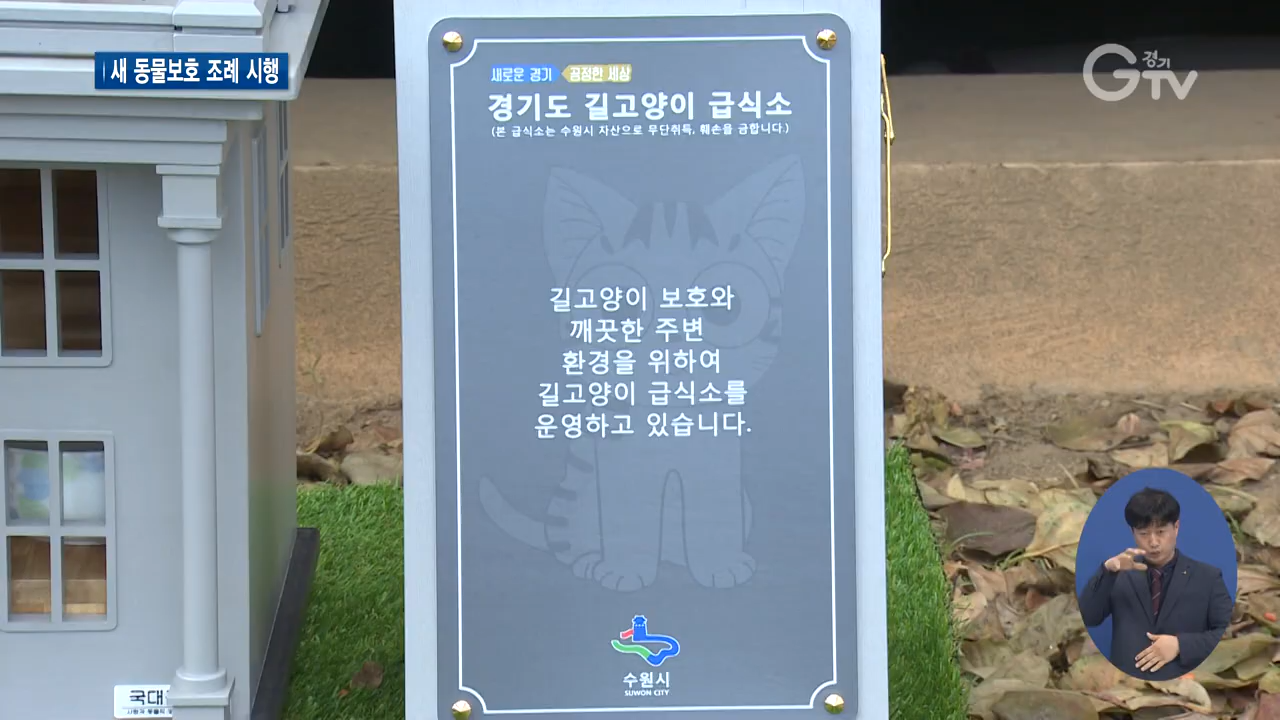 새 동물보호 조례 시행
경기
GTV
새로운 경기 공정한 세상
경기도 길고양이 급식소
(본 급식소는 수원시 자산으로 무단취득, 훼손을 금합니다.)
길고양이 보호와
깨끗한 주변
환경을 위하여
길고양이 급식소를
운영하고 있습니다.
수원시
SUWON CITY
국대